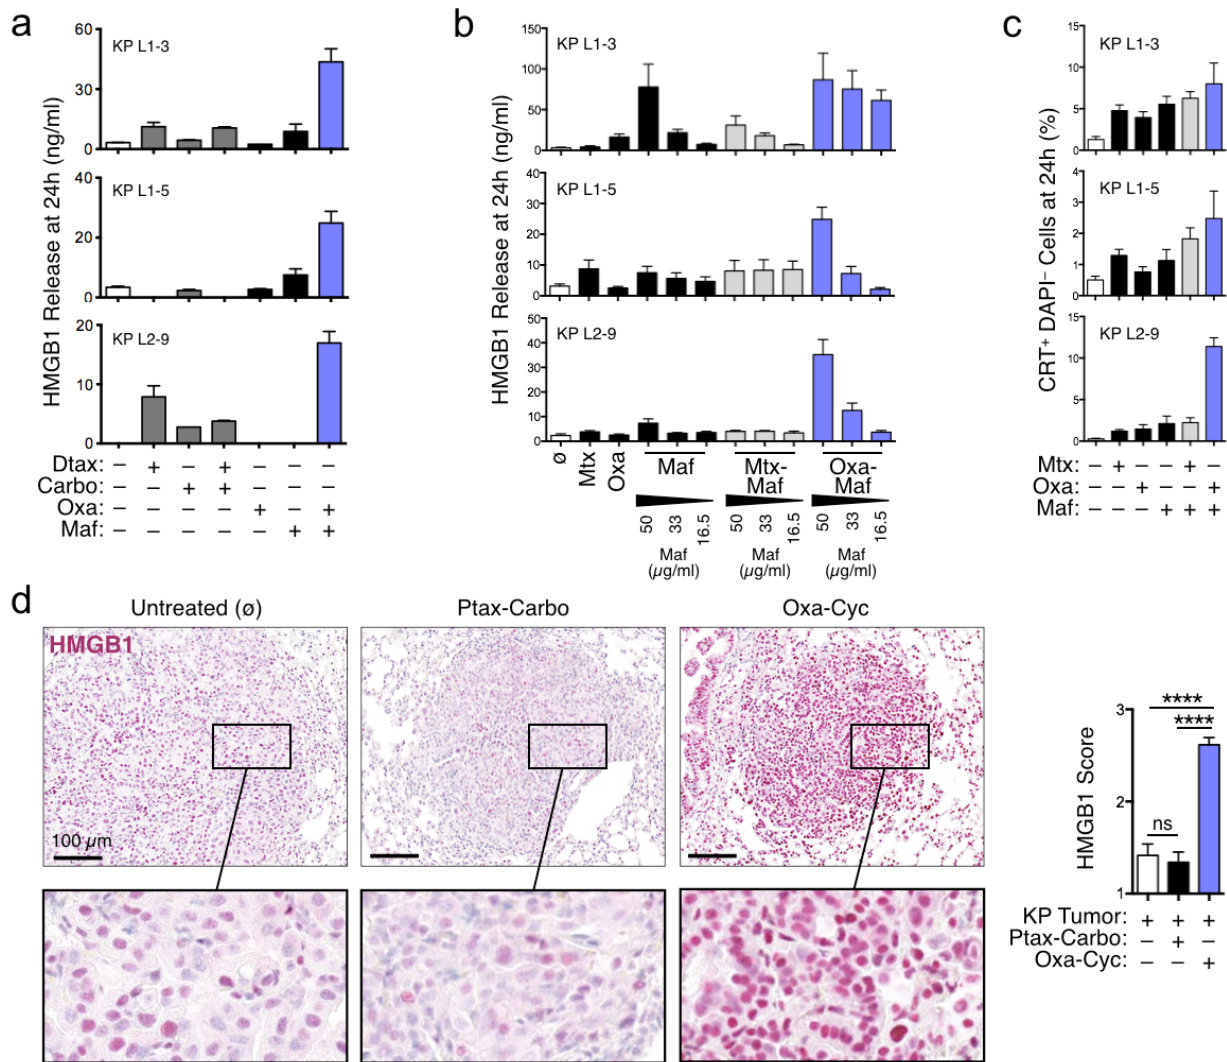 a
HMGB1 Release at 24h (ng/ml)
60
30
0
KP L1-3
60
40
20
0
KP L1-5
20
10
0
KP L2-9
Dtax: – + – + – – –
Carbo: – – + + – – –
Oxa: – – – – + – +
Maf: – – – – – + +
b
HMGB1 Release at 24h (ng/ml)
150
100
50
0
KP L1-3
40
30
20
10
0
KP L1-5
50
40
30
20
10
0
KP L2-9
ø Mtx Oxa Maf Mtx-Maf Oxa-Maf
50 33 16.5 50 33 16.5 50 33 16.5
Maf (µg/ml) Maf (µg/ml) Maf (µg/ml)
c
CRT+ DAPI– Cells at 24h (%)
15
10
5
0
KP L1-3
4
3
2
1
0
KP L1-5
15
10
5
0
KP L2-9
Mtx: – + – – + –
Oxa: – – + – – +
Maf: – – – + + +
d
Untreated (ø) Ptax-Carbo Oxa-Cyc
HMGB1
100 µm
HMGB1 Score
3
2
1
****
****
ns
KP Tumor: + + +
Ptax-Carbo: – + –
Oxa-Cyc: – – +